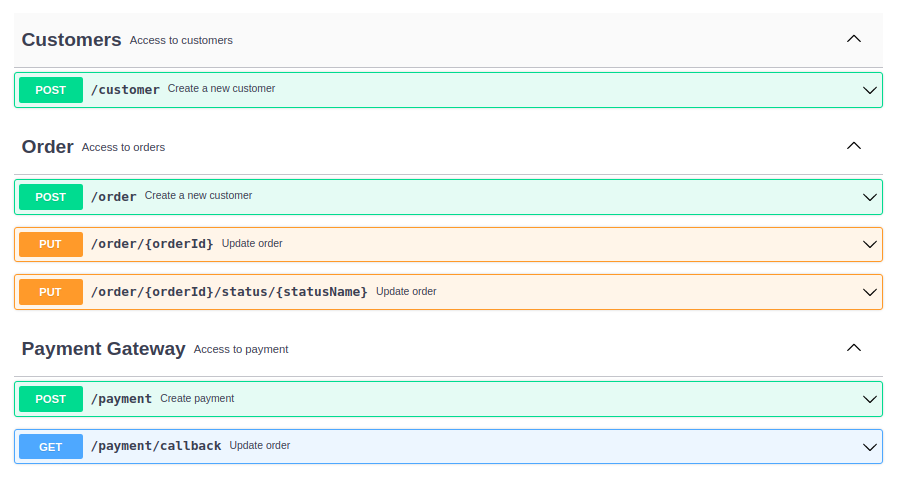 Customers Access to customers
POST /customer Create a new customer
Order Access to orders
POST /order Create a new customer
PUT /order/{orderId} Update order
PUT /order/{orderId}/status/{statusName} Update order
Payment Gateway Access to payment
POST /payment Create payment
GET /payment/callback Update order